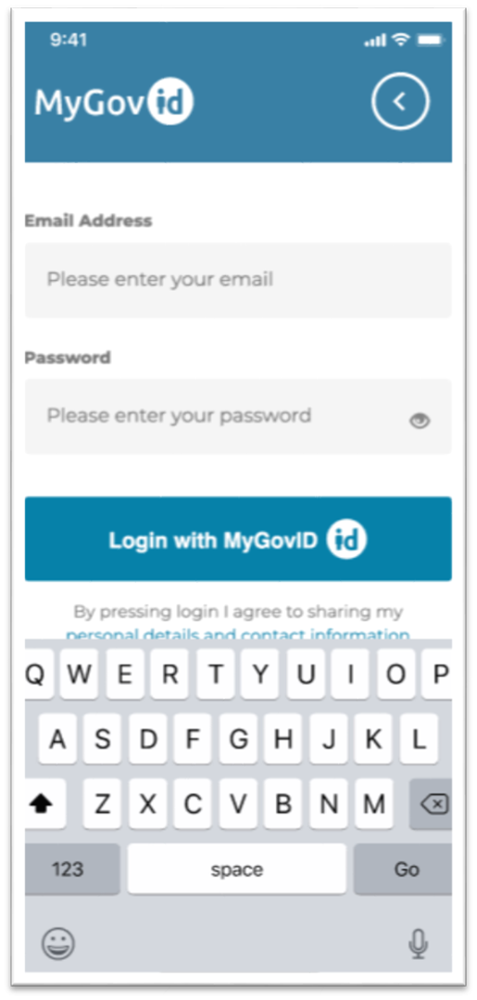 9:41
MyGovid
Email Address
Please enter your email
Password
Please enter your password
Login with MyGovID id
By pressing login I agree to sharing my
personal details and contact information
Q W E R T Y U I O P
A S D F G H J K L
Z X C V B N M
123 space Go